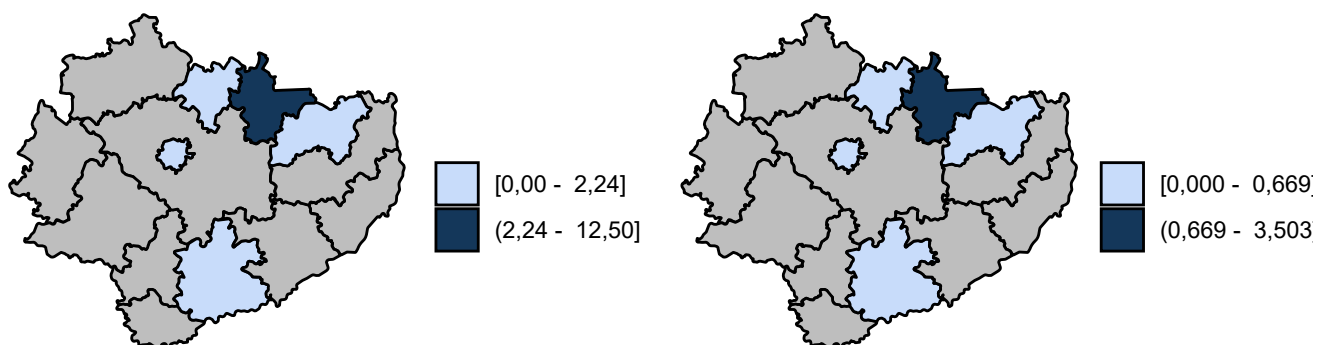 [0,00 - 2,24]
(2,24 - 12,50]
[0,000 - 0,669]
(0,669 - 3,503]